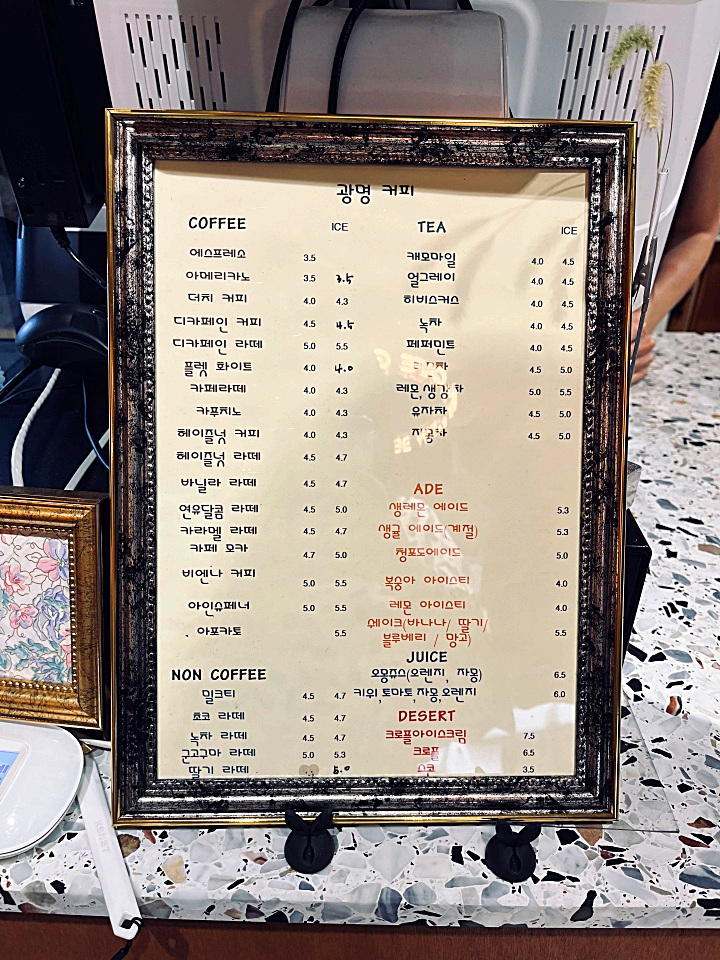 광명 커피
COFFEE ICE
에스프레소 3.5
아메리카노 3.5 3.5
더치 커피 4.0 4.3
디카페인 커피 4.5 4.5
디카페인 라떼 5.0 5.5
플렛 화이트 4.0 4.0
카페라떼 4.0 4.3
카푸치노 4.0 4.3
헤이즐넛 커피 4.0 4.3
헤이즐넛 라떼 4.5 4.7
바닐라 라떼 4.5 4.7
연유달콤 라떼 4.5 5.0
카라멜 라떼 4.5 4.7
카페 모카 4.7 5.0
비엔나 커피 5.0 5.5
아인슈페너 5.0 5.5
아포카토 5.5
NON COFFEE
밀크티 4.5 4.7
쵸코 라떼 4.5 4.7
녹차 라떼 4.5 4.7
군고구마 라떼 5.0 5.3
딸기 라떼 5.0
TEA ICE
캐모마일 4.0 4.5
얼그레이 4.0 4.5
히비스커스 4.0 4.5
녹차 4.0 4.5
페퍼민트 4.0 4.5
4.5 5.0
레몬,생강차 5.0 5.5
유자차 4.5 5.0
자몽차 4.5 5.0
ADE
생레몬 에이드 5.3
생귤 에이드(계절) 5.3
청포도에이드 5.0
복숭아 아이스티 4.0
레몬 아이스티 4.0
쉐이크(바나나/ 딸기/
블루베리 / 망고) 5.5
JUICE
오몽쥬스(오렌지, 자몽) 6.5
키위,토마토,자몽,오렌지 6.0
DESERT
크로플아이스크림 7.5
크로플 6.5
스콘 3.5